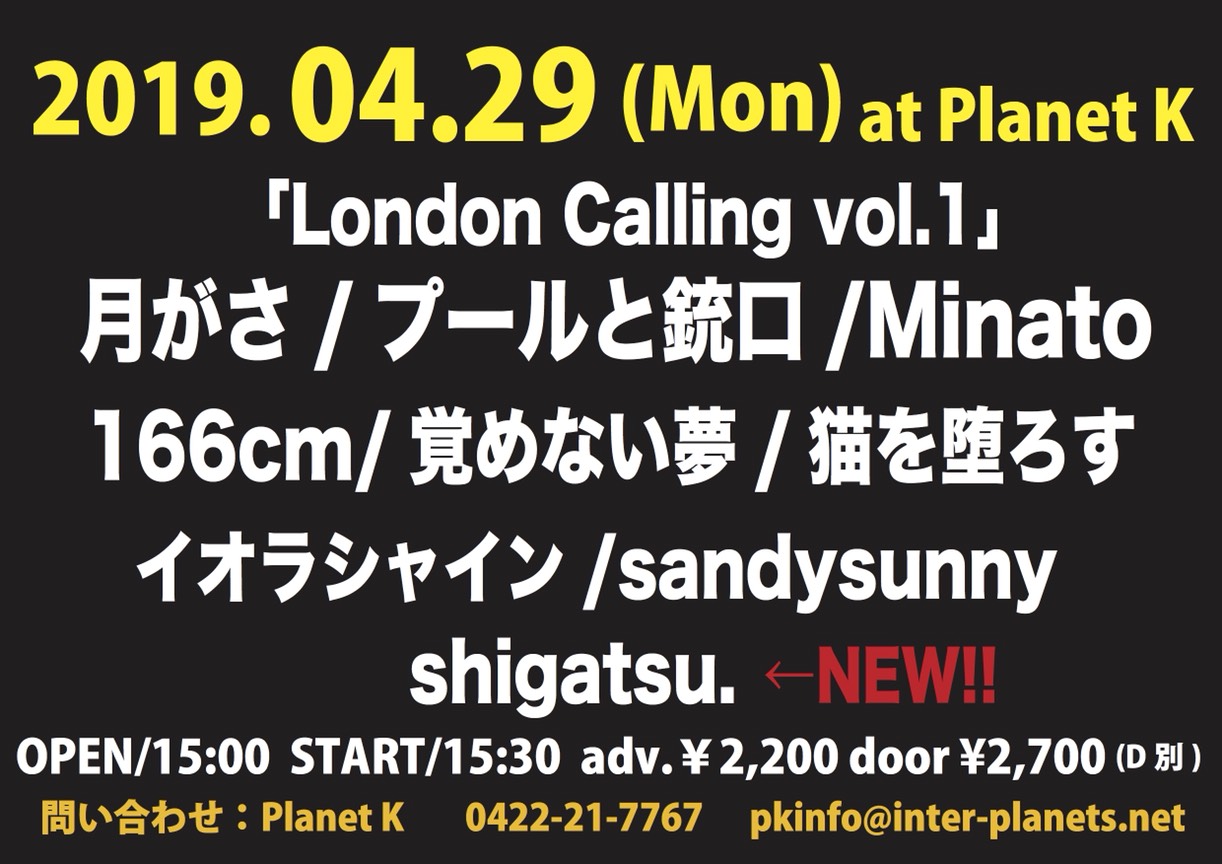 2019. 04.29 (Mon) at Planet K
「London Calling vol.1」
月がさ / プールと銃口 /Minato
166cm/ 覚めない夢 / 猫を堕ろす
イオラシャイン /sandysunny
shigatsu. ←NEW!!
OPEN/15:00 START/15:30 adv.￥2,200 door ¥2,700 (D 別 )
問い合わせ：Planet K 0422-21-7767 pkinfo@inter-planets.net